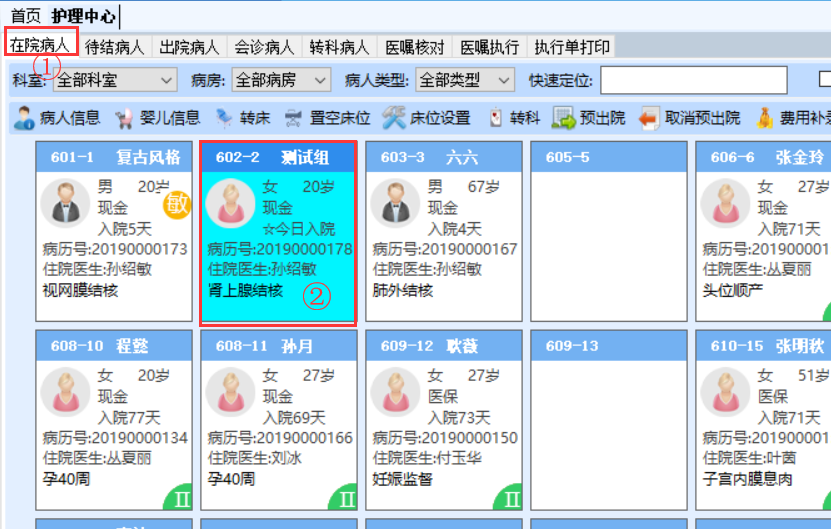 首页 护理中心
在院病人 待结病人 出院病人 会诊病人 转科病人 医嘱核对 医嘱执行 执行单打印
①
科室: 全部科室 病房: 全部病房 病人类型: 全部类型 快速定位:
病人信息 婴儿信息 转床 置空床位 床位设置 转科 预出院 取消预出院 费用补
601-1 复古风格
男 20岁
敏
现金
入院5天
病历号:20190000173
住院医生:孙绍敏
视网膜结核
602-2 测试组
女 20岁
现金
☆今日入院
病历号:20190000178
住院医生:孙绍敏
肾上腺结核
②
603-3 六六
男 67岁
现金
入院4天
病历号:20190000167
住院医生:孙绍敏
肺外结核
605-5
606-6 张金玲
女 27岁
现金
入院71天
病历号:201900001
住院医生:丛夏丽
头位顺产
608-10 程懿
女 20岁
现金
入院77天
病历号:20190000134
住院医生:丛夏丽
孕40周
II
608-11 孙月
女 27岁
现金
入院69天
病历号:20190000166
住院医生:刘冰
孕40周
II
609-12 耿薇
女 27岁
医保
入院73天
病历号:20190000150
住院医生:付玉华
妊娠监督
II
609-13
610-15 张明秋
女 51岁
医保
入院71天
病历号:201900001
住院医生:叶茵
子宫内膜息肉